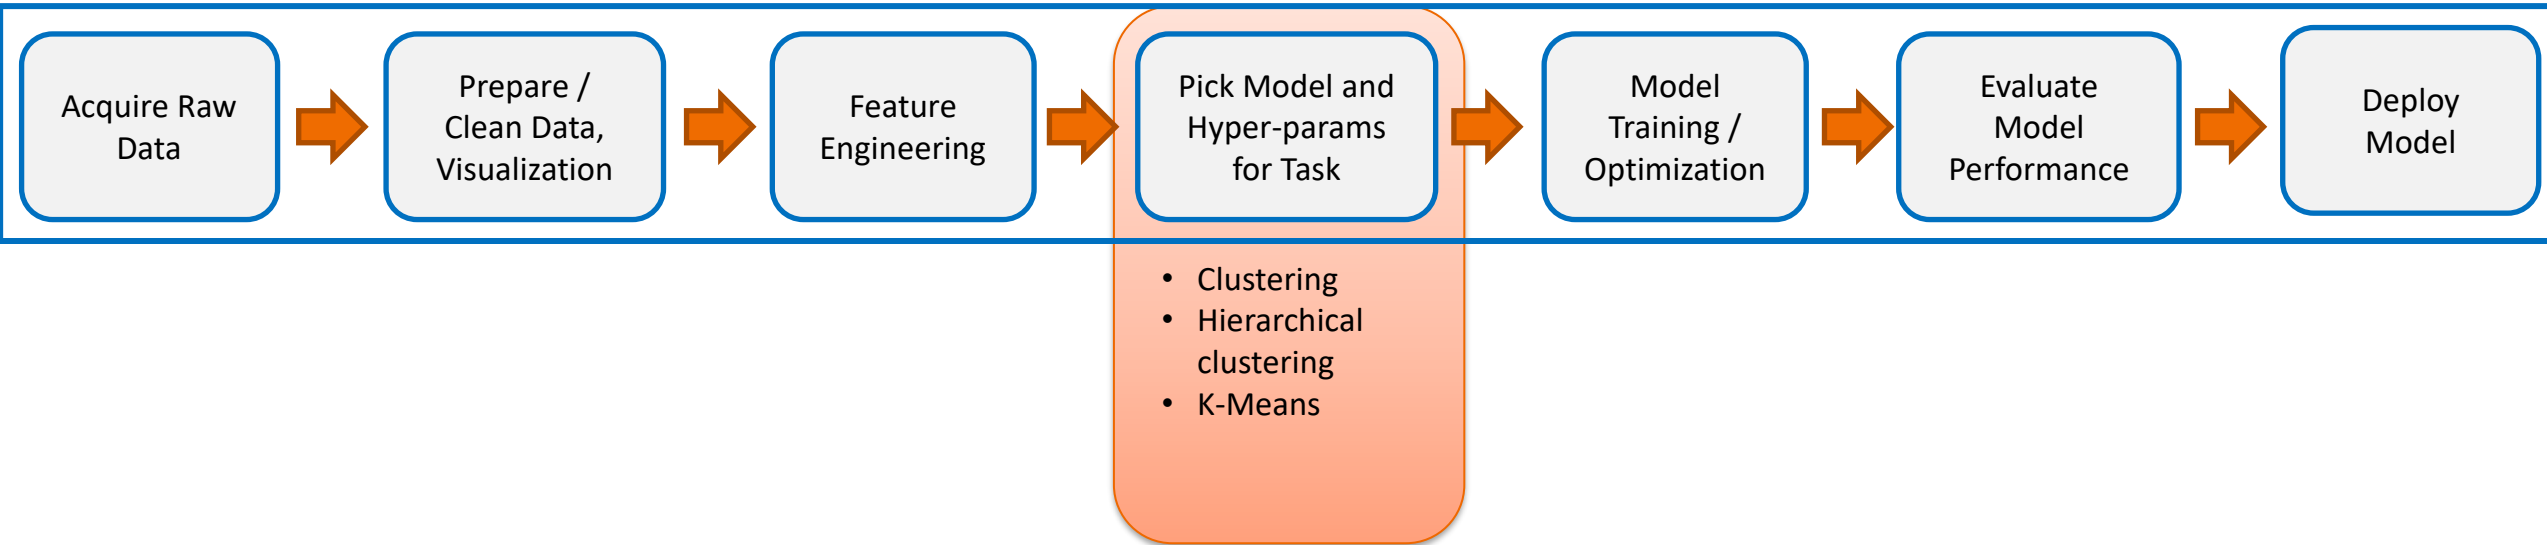 Acquire Raw
Data
Prepare /
Clean Data,
Visualization
Feature
Engineering
Pick Model and
Hyper-params
for Task
Model
Training /
Optimization
Evaluate
Model
Performance
Deploy
Model
• Clustering
• Hierarchical
clustering
• K-Means